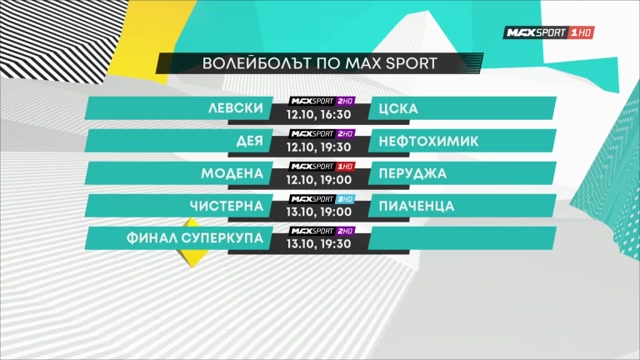 MAXSPORT 1HD
ВОЛЕЙБОЛЪТ ПО MAX SPORT
ЛЕВСКИ MAXSPORT 2HD 12.10, 16:30 ЦСКА
ДЕЯ MAXSPORT 2HD 12.10, 19:30 НЕФТОХИМИК
МОДЕНА MAXSPORT 1HD 12.10, 19:00 ПЕРУДЖА
ЧИСТЕРНА MAXSPORT 3HD 13.10, 19:00 ПИАЧЕНЦА
ФИНАЛ СУПЕРКУПА MAXSPORT 2HD 13.10, 19:30